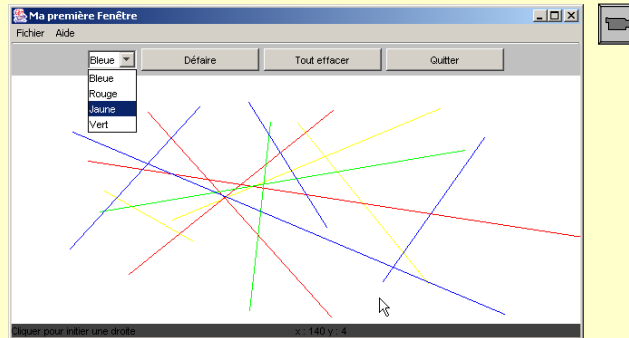 Ma première Fenêtre
Fichier Aide
Bleue Défaire Tout effacer Quitter
Bleue
Rouge
Jaune
Vert
Cliquer pour initier une droite x : 140 y : 4